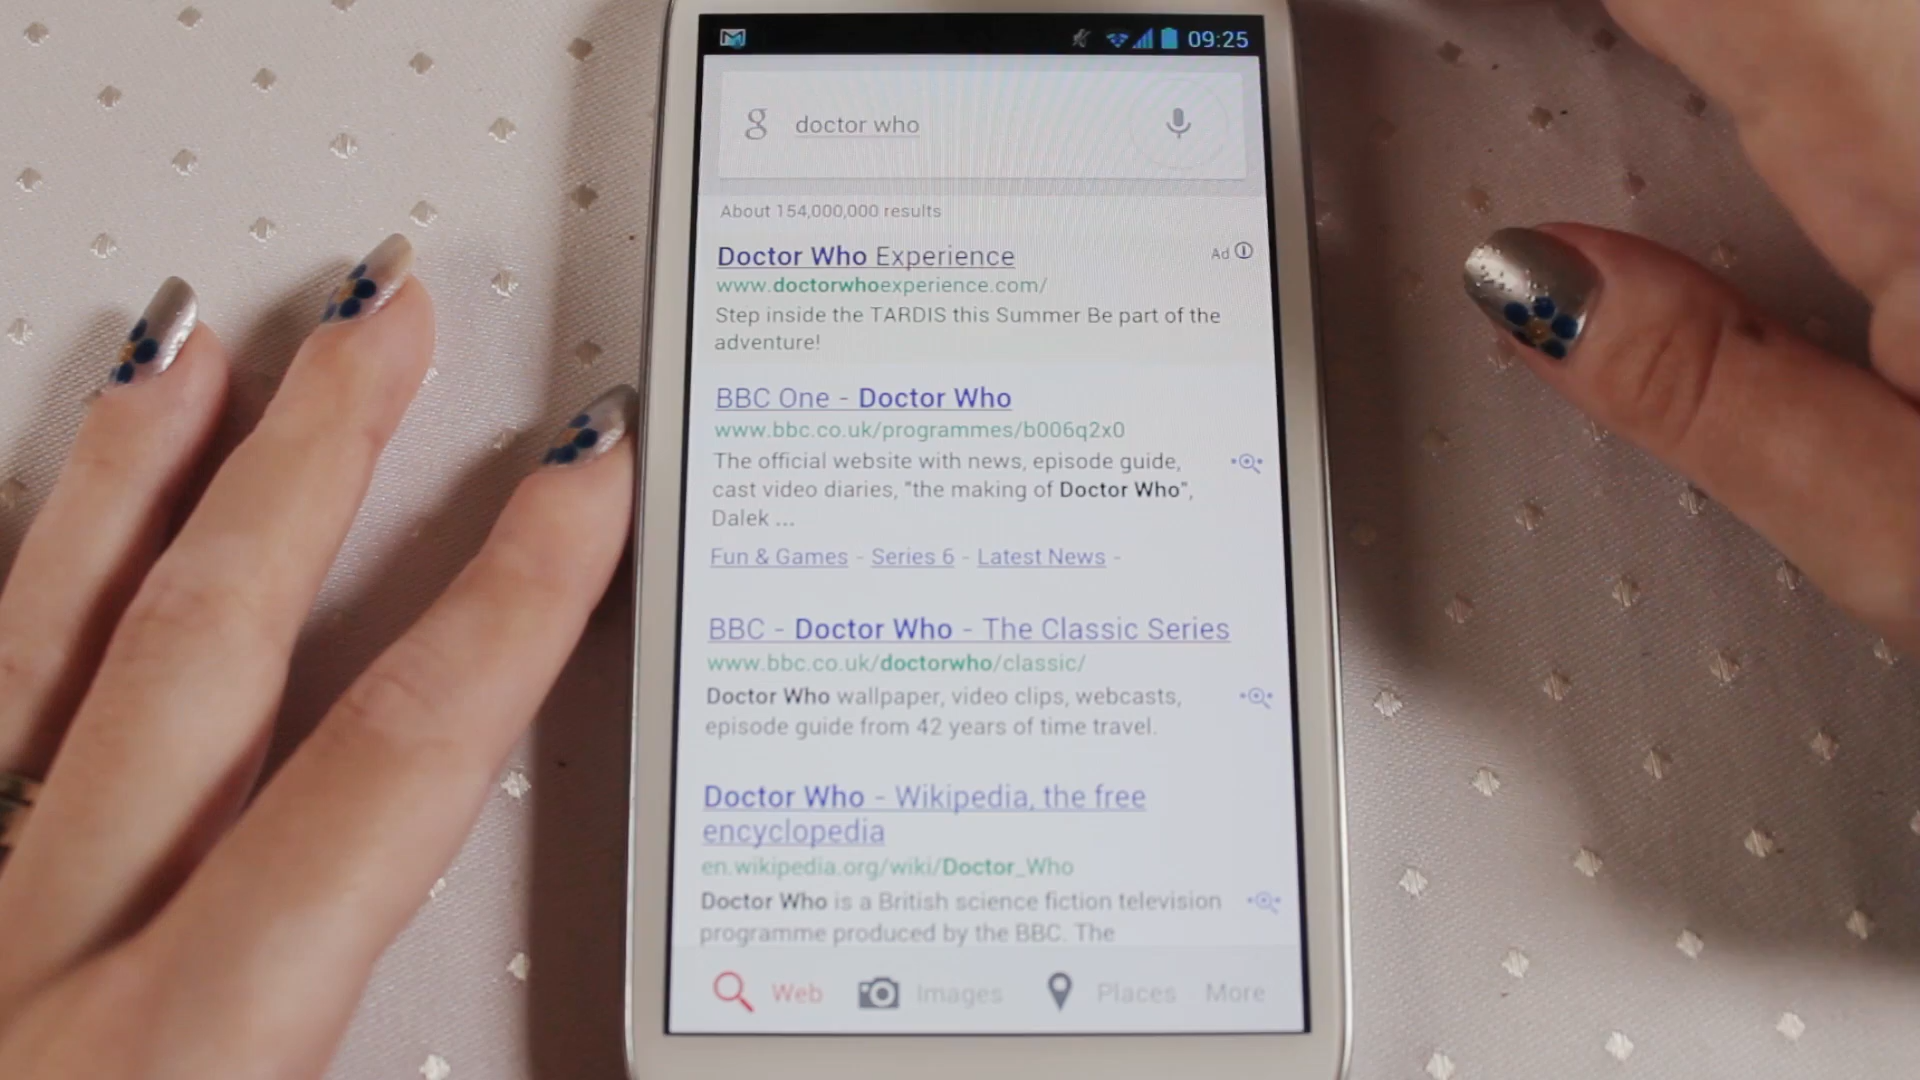 09:25
g doctor who
About 154,000,000 results
Doctor Who Experience
Ad
www.doctorwhoexperience.com/
Step inside the TARDIS this Summer Be part of the
adventure!
BBC One - Doctor Who
www.bbc.co.uk/programmes/b006q2x0
The official website with news, episode guide,
cast video diaries, "the making of Doctor Who",
Dalek ...
Fun & Games - Series 6 - Latest News -
BBC - Doctor Who - The Classic Series
www.bbc.co.uk/doctorwho/classic/
Doctor Who wallpaper, video clips, webcasts,
episode guide from 42 years of time travel.
Doctor Who - Wikipedia, the free
encyclopedia
en.wikipedia.org/wiki/Doctor_Who
Doctor Who is a British science fiction television
programme produced by the BBC. The
Web Images Places More